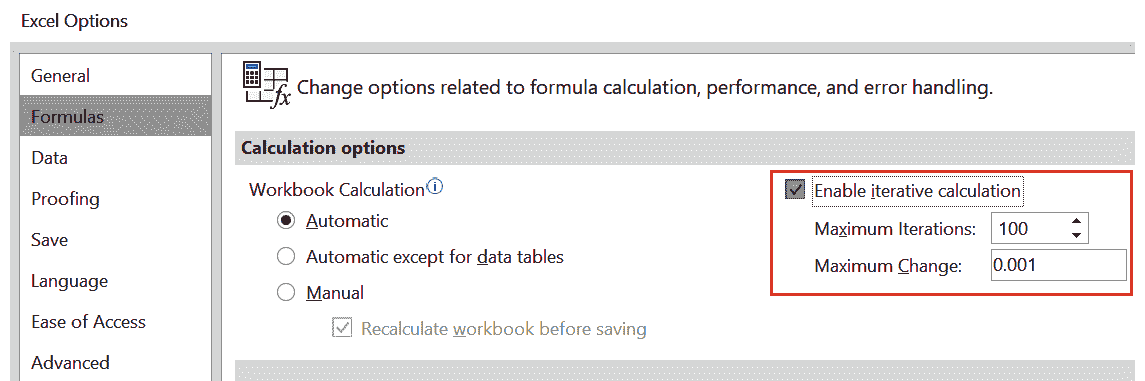 Excel Options
General
Formulas
Data
Proofing
Save
Language
Ease of Access
Advanced
fx
Change options related to formula calculation, performance, and error handling.
Calculation options
Workbook Calculation
Automatic
Automatic except for data tables
Manual
Recalculate workbook before saving
Enable iterative calculation
Maximum Iterations: 100
Maximum Change: 0.001